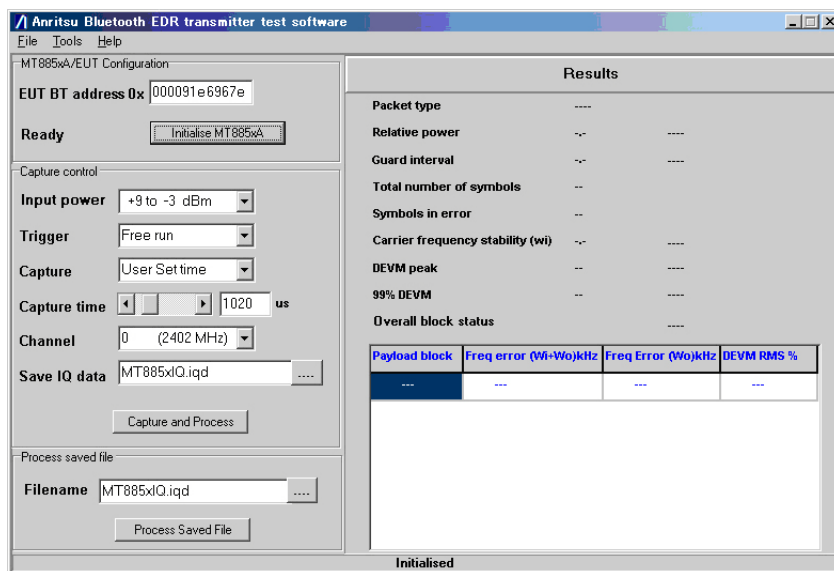 Anritsu Bluetooth EDR transmitter test software
File Tools Help
MT885xA/EUT Configuration
EUT BT address 0x 000091e6967e
Ready Initialise MT885xA
Capture control
Input power +9 to -3 dBm
Trigger Free run
Capture User Set time
Capture time 1020 us
Channel 0 (2402 MHz)
Save IQ data MT885xIQ.iqd ....
Capture and Process
Process saved file
Filename MT885xIQ.iqd ....
Process Saved File
Results
Packet type ----
Relative power -.- ----
Guard interval -.- ----
Total number of symbols --
Symbols in error --
Carrier frequency stability (wi) -.- ----
DEVM peak -- ----
99% DEVM -- ----
Overall block status ----
Payload block Freq error (Wi+Wo)kHz Freq Error (Wo)kHz DEVM RMS %
--- --- --- ---
Initialised